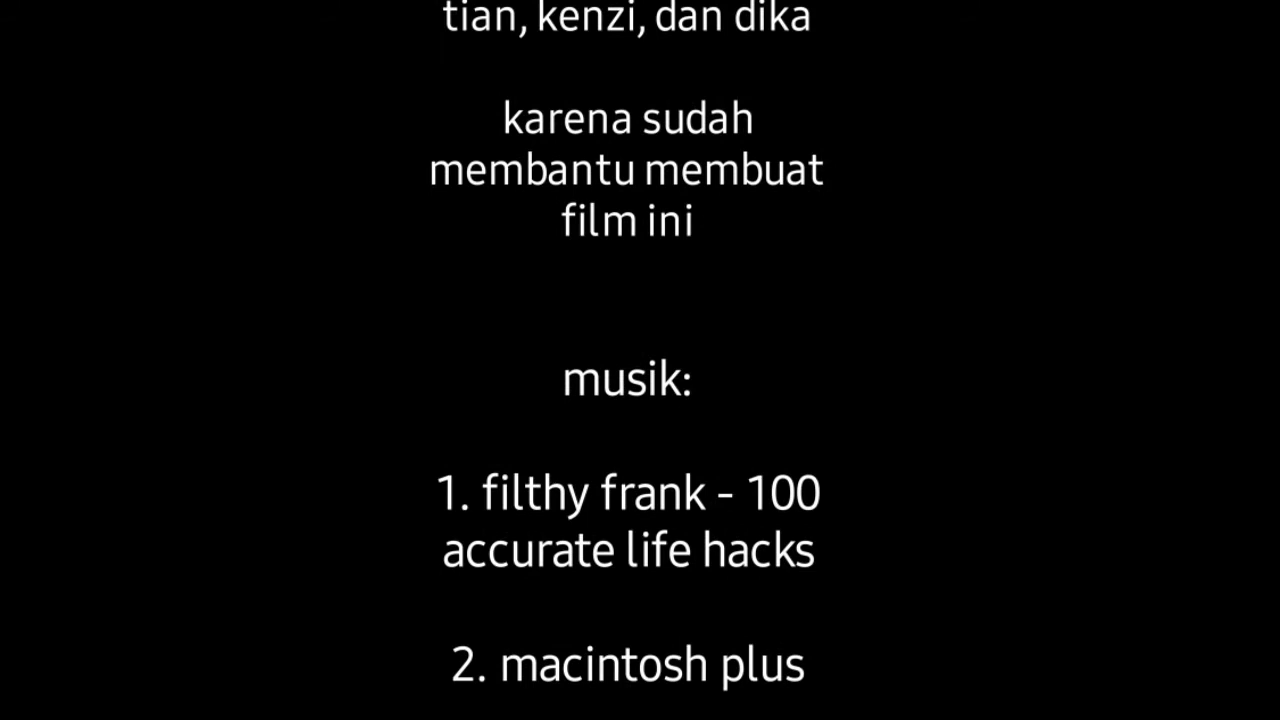 tian, kenzi, dan dika
karena sudah
membantu membuat
film ini
musik:
1. filthy frank - 100
accurate life hacks
2. macintosh plus